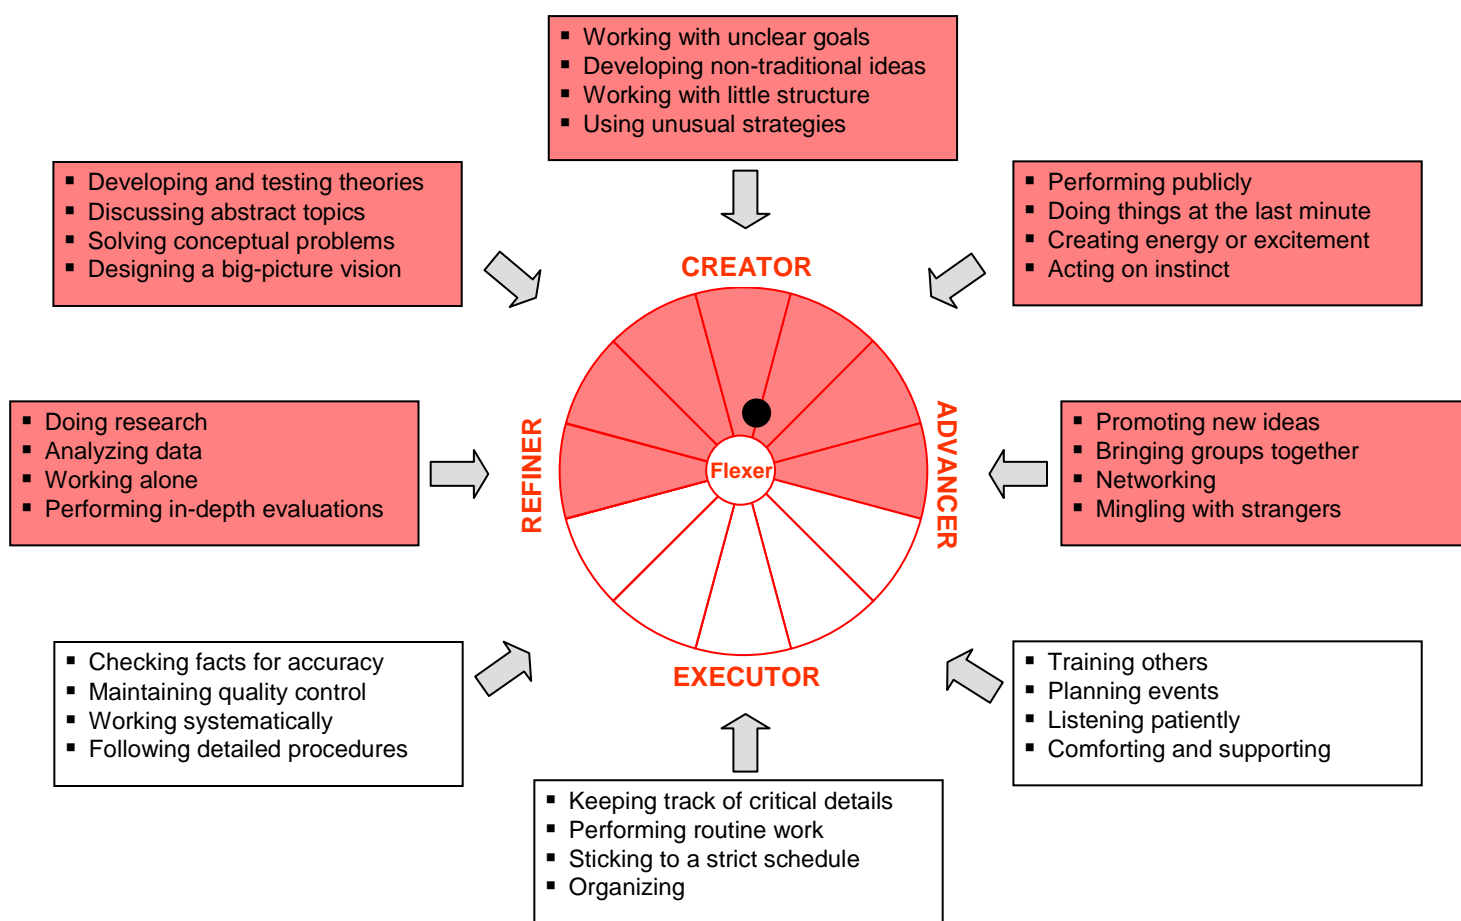 ▪ Working with unclear goals
▪ Developing non-traditional ideas
▪ Working with little structure
▪ Using unusual strategies
▪ Developing and testing theories
▪ Discussing abstract topics
▪ Solving conceptual problems
▪ Designing a big-picture vision
▪ Performing publicly
▪ Doing things at the last minute
▪ Creating energy or excitement
▪ Acting on instinct
CREATOR
▪ Doing research
▪ Analyzing data
▪ Working alone
▪ Performing in-depth evaluations
REFINER
Flexer
ADVANCER
▪ Promoting new ideas
▪ Bringing groups together
▪ Networking
▪ Mingling with strangers
EXECUTOR
▪ Checking facts for accuracy
▪ Maintaining quality control
▪ Working systematically
▪ Following detailed procedures
▪ Training others
▪ Planning events
▪ Listening patiently
▪ Comforting and supporting
▪ Keeping track of critical details
▪ Performing routine work
▪ Sticking to a strict schedule
▪ Organizing